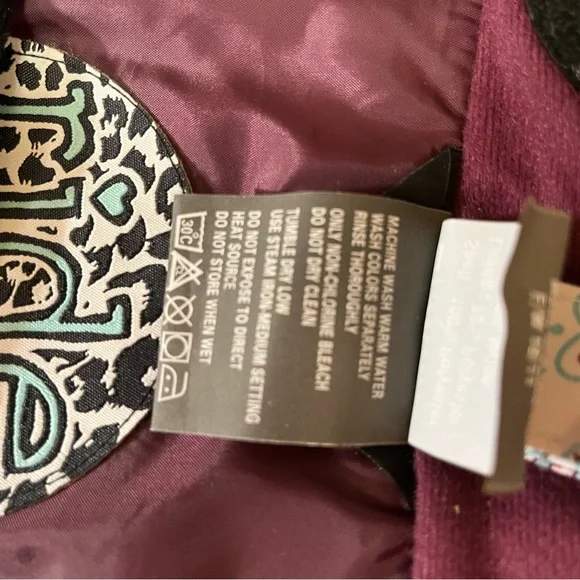 MACHINE WASH WARM WATER
WASH COLORS SEPARATELY
RINSE THOROUGHLY
ONLY NON-CHLORINE BLEACH
DO NOT DRY CLEAN
TUMBLE DRY LOW
USE STEAM IRON-MEDIUM SETTING
DO NOT EXPOSE TO DIRECT
HEAT SOURCE
DO NOT STORE WHEN WET
30C